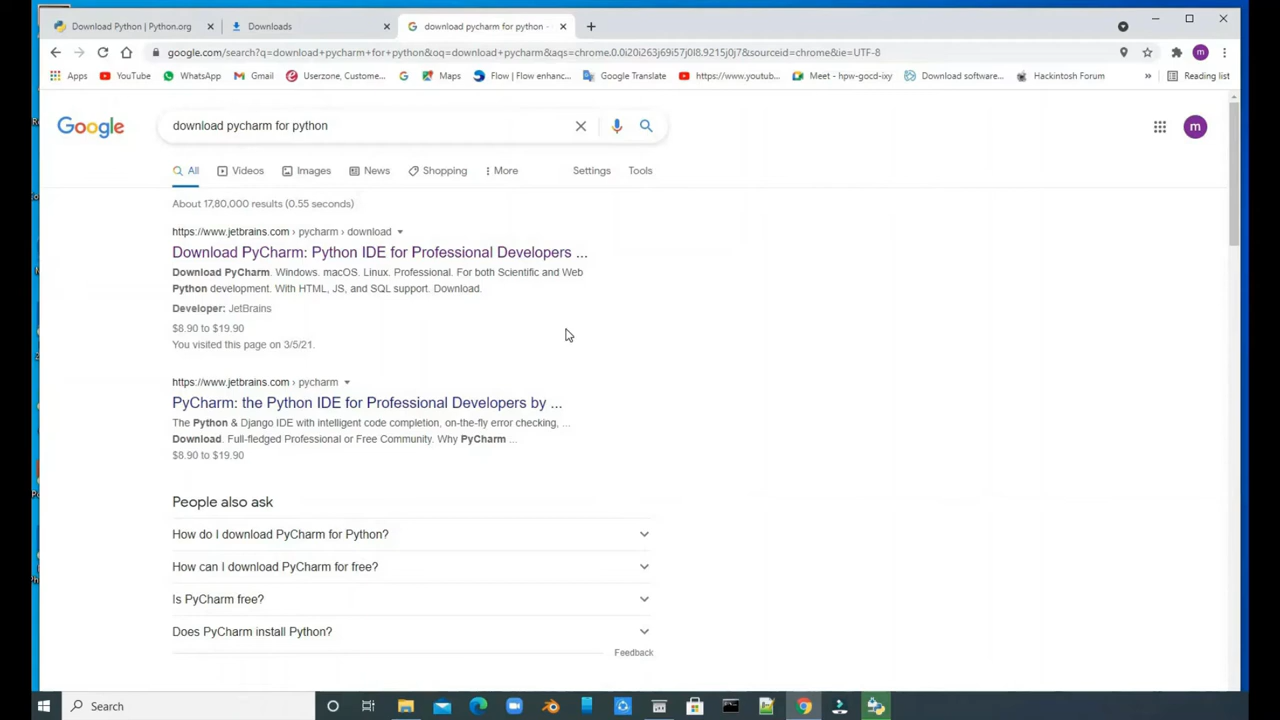 Download Python | Python.org
Downloads
download pycharm for python -
google.com/search?q=download+pycharm+for+python&oq=download+pycharm&aqs=chrome.0.0i20i263j69i57j0l8.9215j0j7&sourceid=chrome&ie=UTF-8
Apps YouTube WhatsApp Gmail Userzone, Custome... Maps Flow | Flow enhanc... Google Translate https://www.youtub... Meet - hpw-gocd-ixy Download software... Hackintosh Forum » Reading list
Google
download pycharm for python
m
All Videos Images News Shopping More Settings Tools
About 17,80,000 results (0.55 seconds)
https://www.jetbrains.com › pycharm › download
Download PyCharm: Python IDE for Professional Developers ...
Download PyCharm. Windows. macOS. Linux. Professional. For both Scientific and Web
Python development. With HTML, JS, and SQL support. Download.
Developer: JetBrains
$8.90 to $19.90
You visited this page on 3/5/21.
https://www.jetbrains.com › pycharm
PyCharm: the Python IDE for Professional Developers by ...
The Python & Django IDE with intelligent code completion, on-the-fly error checking, ...
Download. Full-fledged Professional or Free Community. Why PyCharm ...
$8.90 to $19.90
People also ask
How do I download PyCharm for Python?
How can I download PyCharm for free?
Is PyCharm free?
Does PyCharm install Python?
Feedback
Search